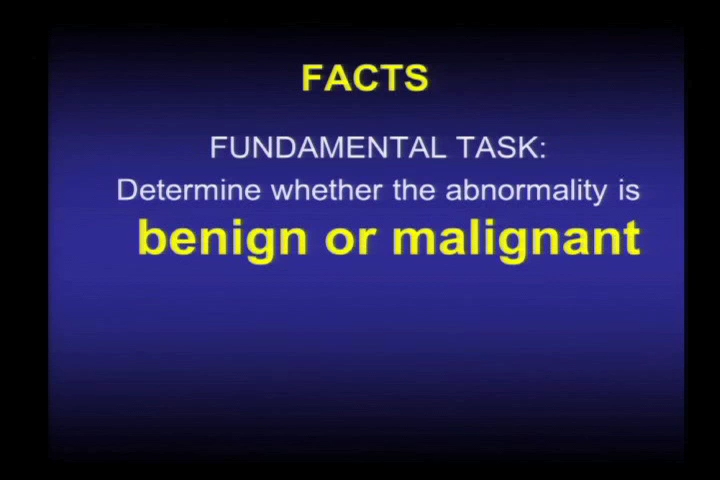 FACTS
FUNDAMENTAL TASK:
Determine whether the abnormality is
benign or malignant